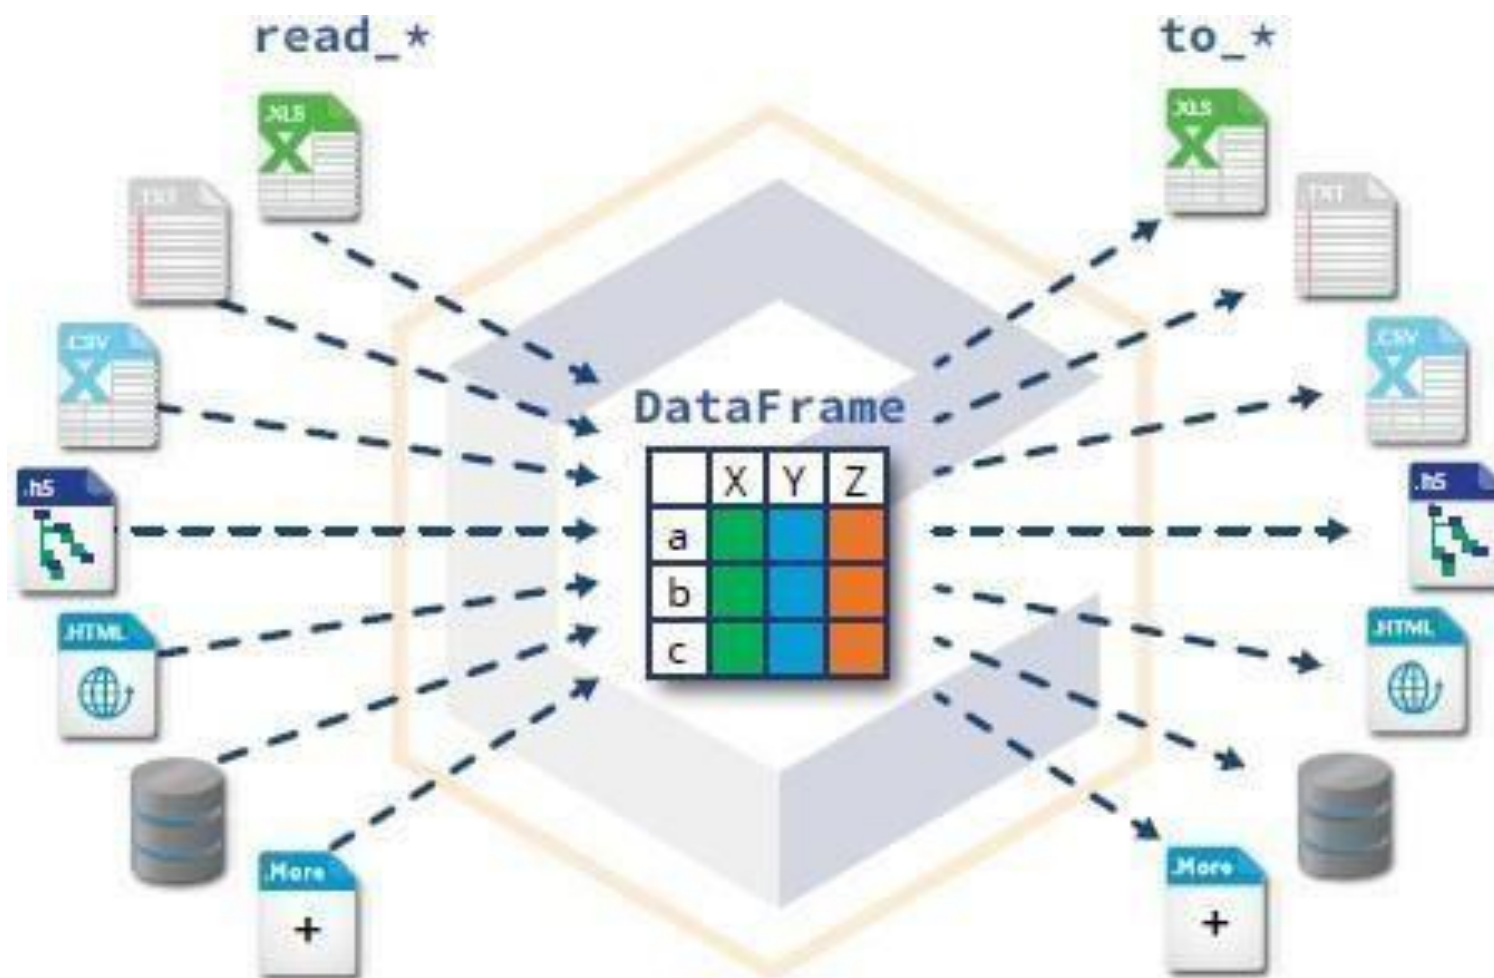 read_*
to_*
.XLS
.XLS
TXT
TXT
.CSV
.CSV
DataFrame
X Y Z
.h5
.h5
a
b
c
.HTML
.HTML
.More
+
.More
+